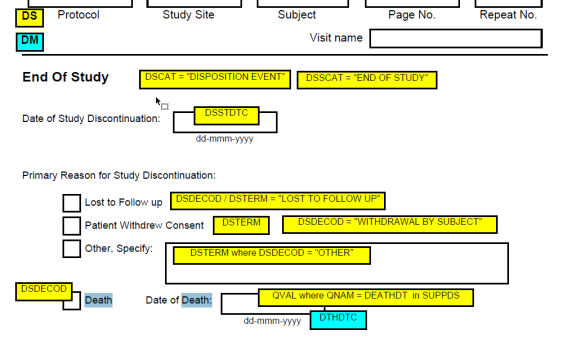 DS Protocol Study Site Subject Page No. Repeat No.
DM Visit name
End Of Study DSCAT = "DISPOSITION EVENT" DSSCAT = "END OF STUDY"
Date of Study Discontinuation: DSSTDTC
dd-mmm-yyyy
Primary Reason for Study Discontinuation:
Lost to Follow up DSDECOD / DSTERM = "LOST TO FOLLOW UP"
Patient Withdrew Consent DSTERM DSDECOD = "WITHDRAWAL BY SUBJECT"
Other, Specify: DSTERM where DSDECOD = "OTHER"
DSDECOD Death Date of Death: QVAL where QNAM = DEATHDT in SUPPDS
dd-mmm-yyyy DTHDTC